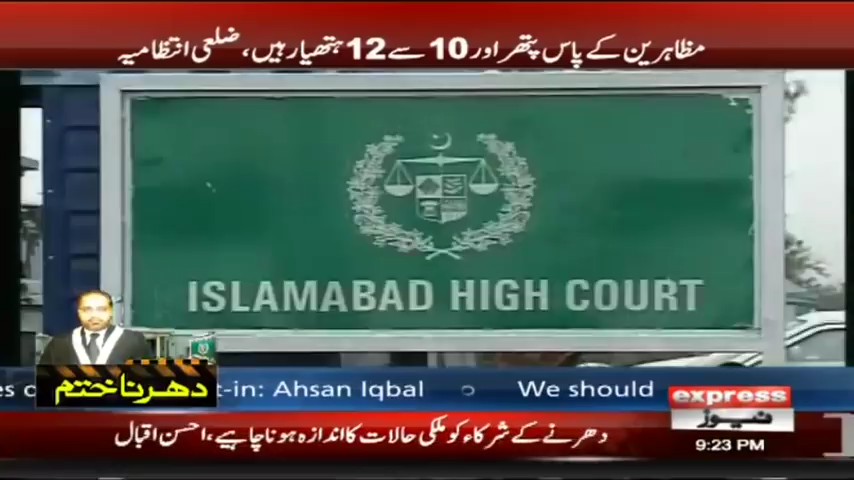 مظاہرین کے پاس پتھر اور 10 سے 12 ہتھیار ہیں، ضلعی انتظامیہ
ISLAMABAD HIGH COURT
دھرنا ختم
-in: Ahsan Iqbal o We should
express
نیوز
دھرنے کے شرکاء کو ملکی حالات کا اندازہ ہونا چاہیے، احسن اقبال
9:23 PM